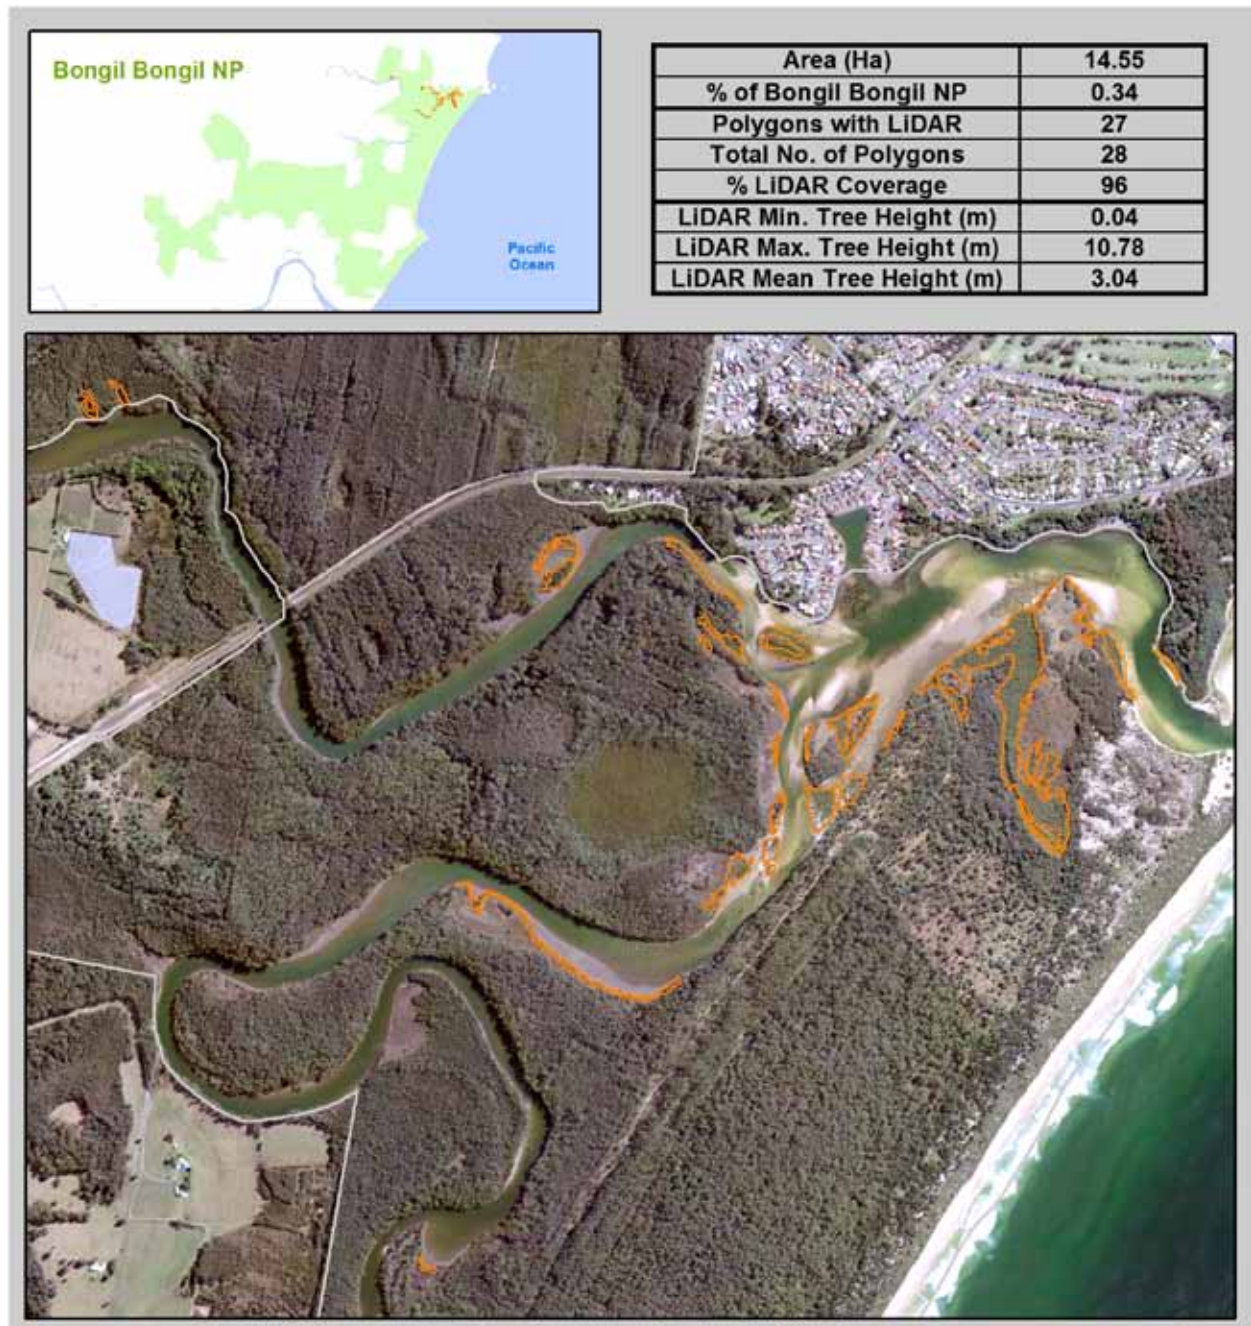 Bongil Bongil NP
Pacific
Ocean
Area (Ha) 14.55
% of Bongil Bongil NP 0.34
Polygons with LiDAR 27
Total No. of Polygons 28
% LiDAR Coverage 96
LiDAR Min. Tree Height (m) 0.04
LiDAR Max. Tree Height (m) 10.78
LiDAR Mean Tree Height (m) 3.04